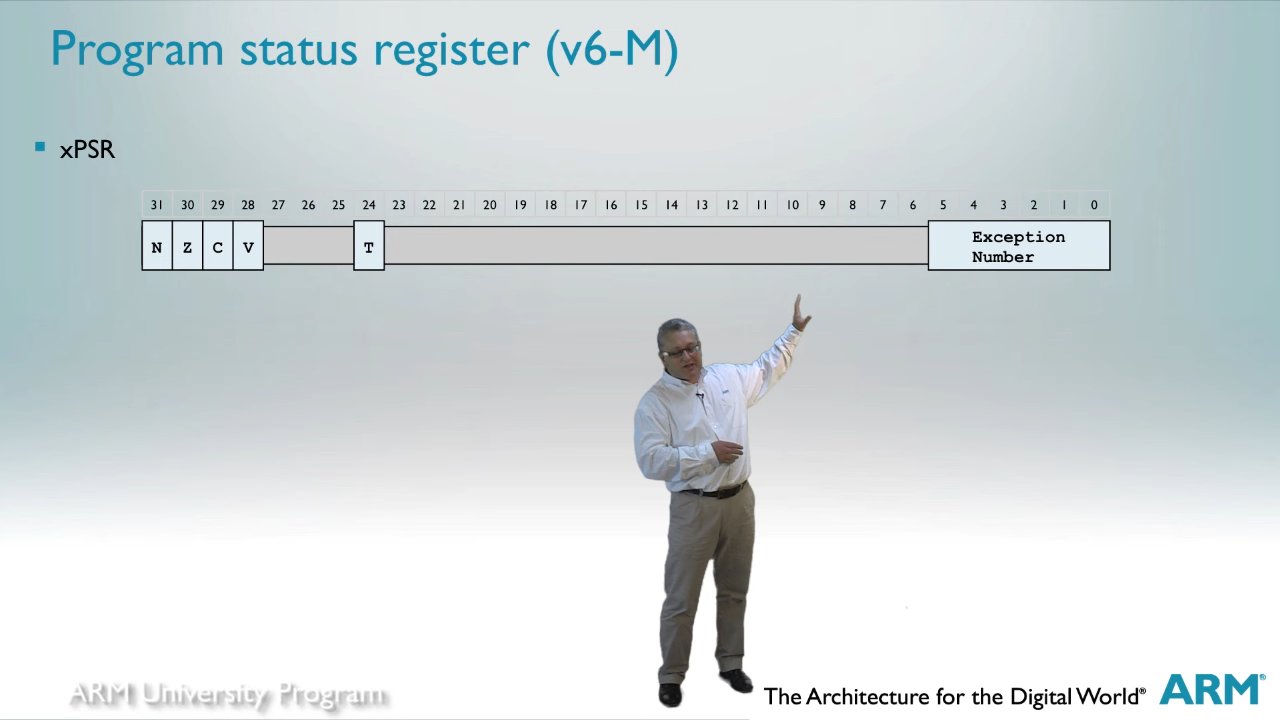 Program status register (v6-M)
xPSR
31 30 29 28 27 26 25 24 23 22 21 20 19 18 17 16 15 14 13 12 11 10 9 8 7 6 5 4 3 2 1 0
N Z C V T Exception
Number
ARM University Program
The Architecture for the Digital World® ARM®